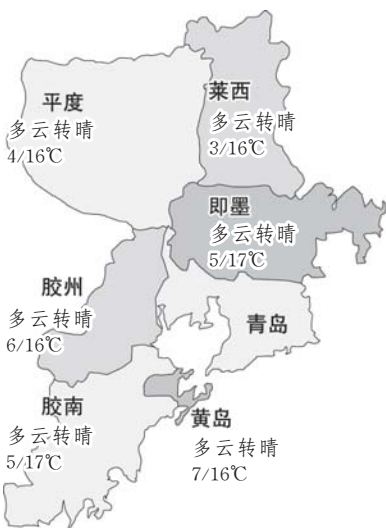 平度
多云转晴
4/16℃
莱西
多云转晴
3/16℃
即墨
多云转晴
5/17℃
胶州
多云转晴
6/16℃
青岛
胶南
多云转晴
5/17℃
黄岛
多云转晴
7/16℃